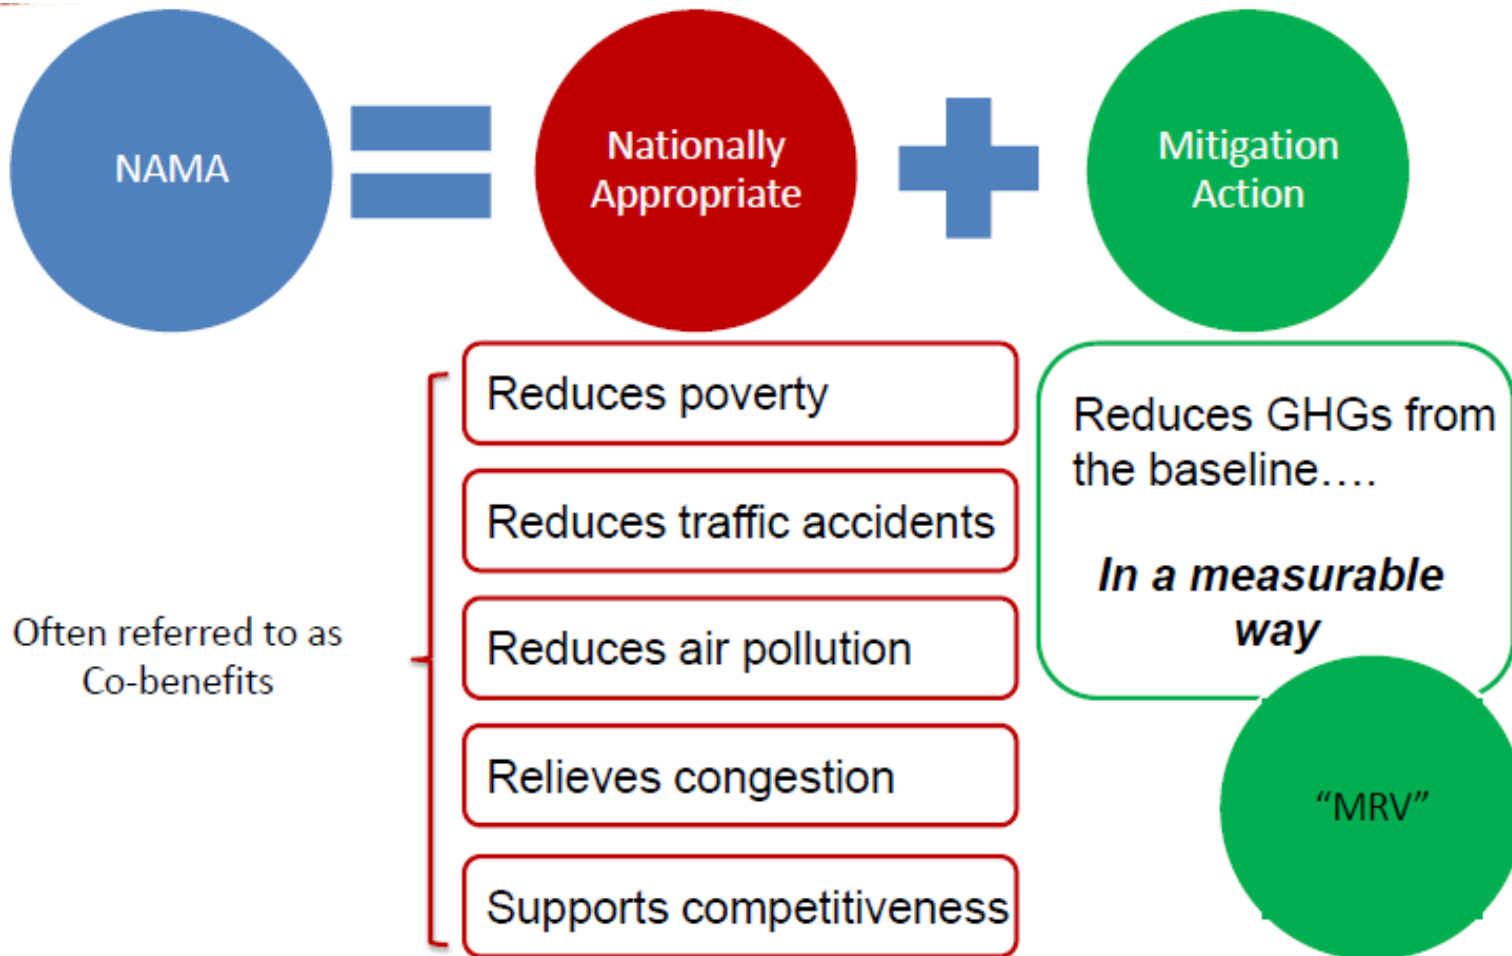 NAMA
Nationally
Appropriate
Mitigation
Action
Reduces poverty
Reduces traffic accidents
Reduces air pollution
Relieves congestion
Supports competitiveness
Often referred to as
Co-benefits
Reduces GHGs from
the baseline….
In a measurable
way
“MRV”